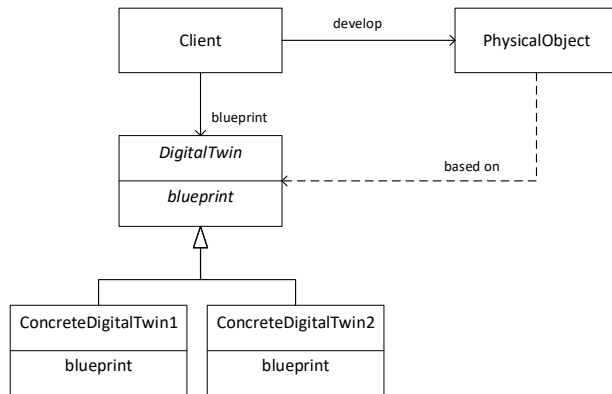 Client
develop
PhysicalObject
blueprint
DigitalTwin
blueprint
based on
ConcreteDigitalTwin1
blueprint
ConcreteDigitalTwin2
blueprint